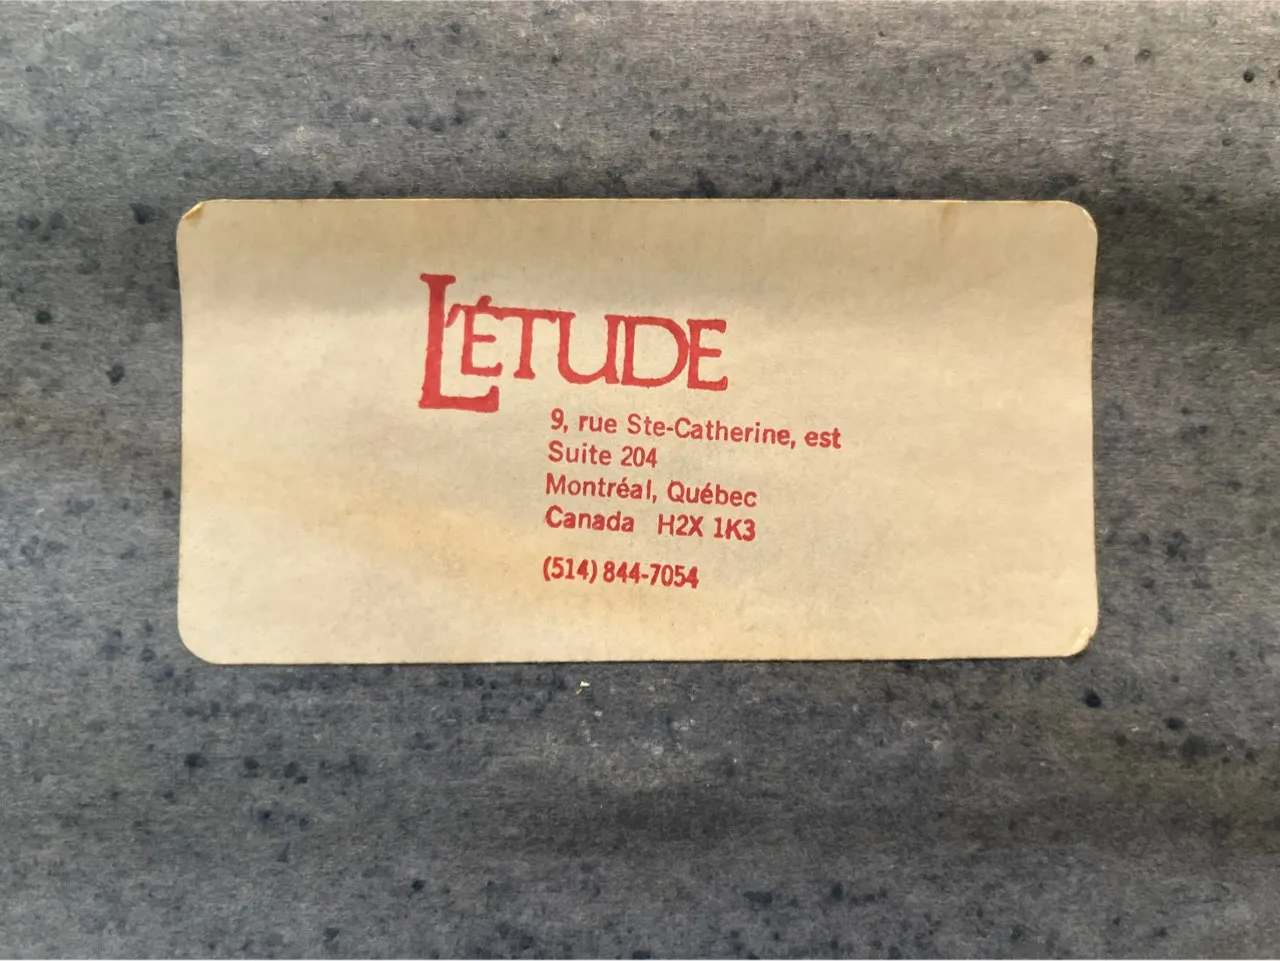 L'ÉTUDE
9, rue Ste-Catherine, est
Suite 204
Montréal, Québec
Canada H2X 1K3
(514) 844-7054